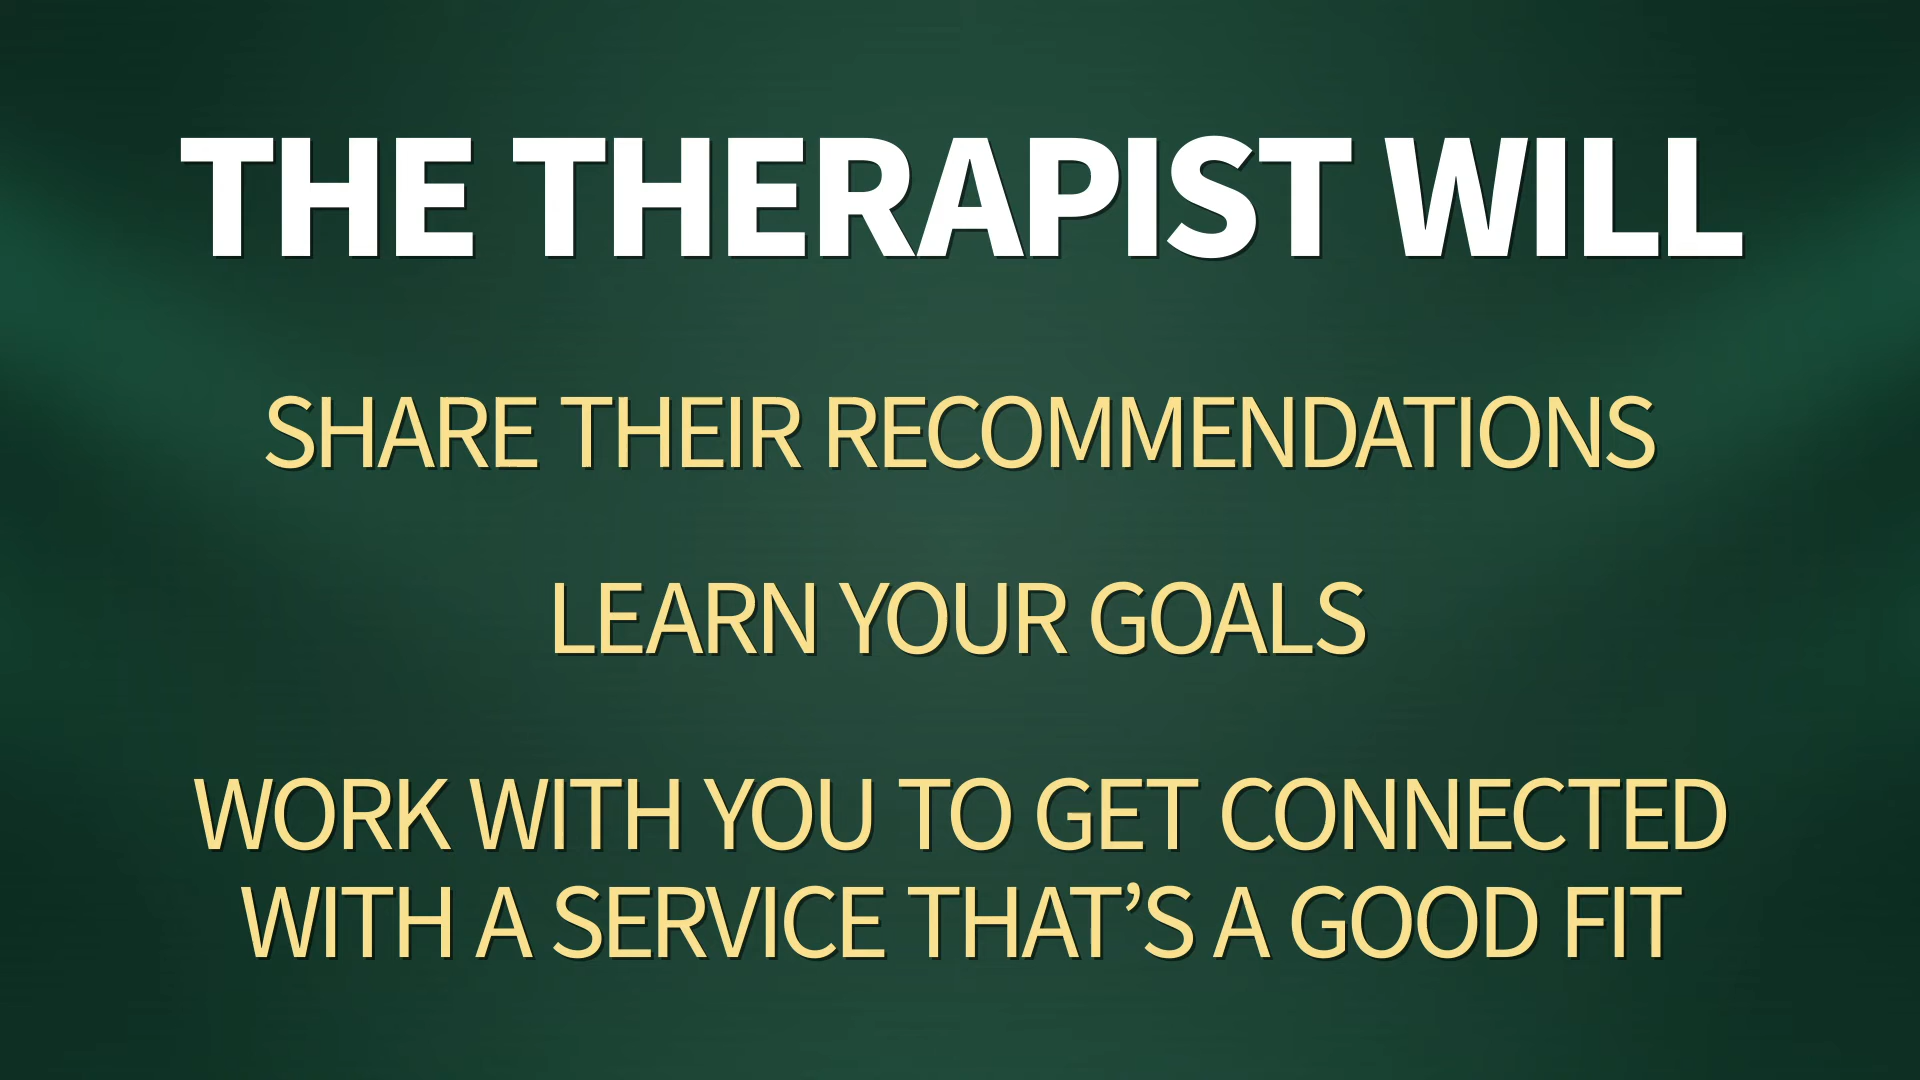 THE THERAPIST WILL
SHARE THEIR RECOMMENDATIONS
LEARN YOUR GOALS
WORK WITH YOU TO GET CONNECTED
WITH A SERVICE THAT’S A GOOD FIT